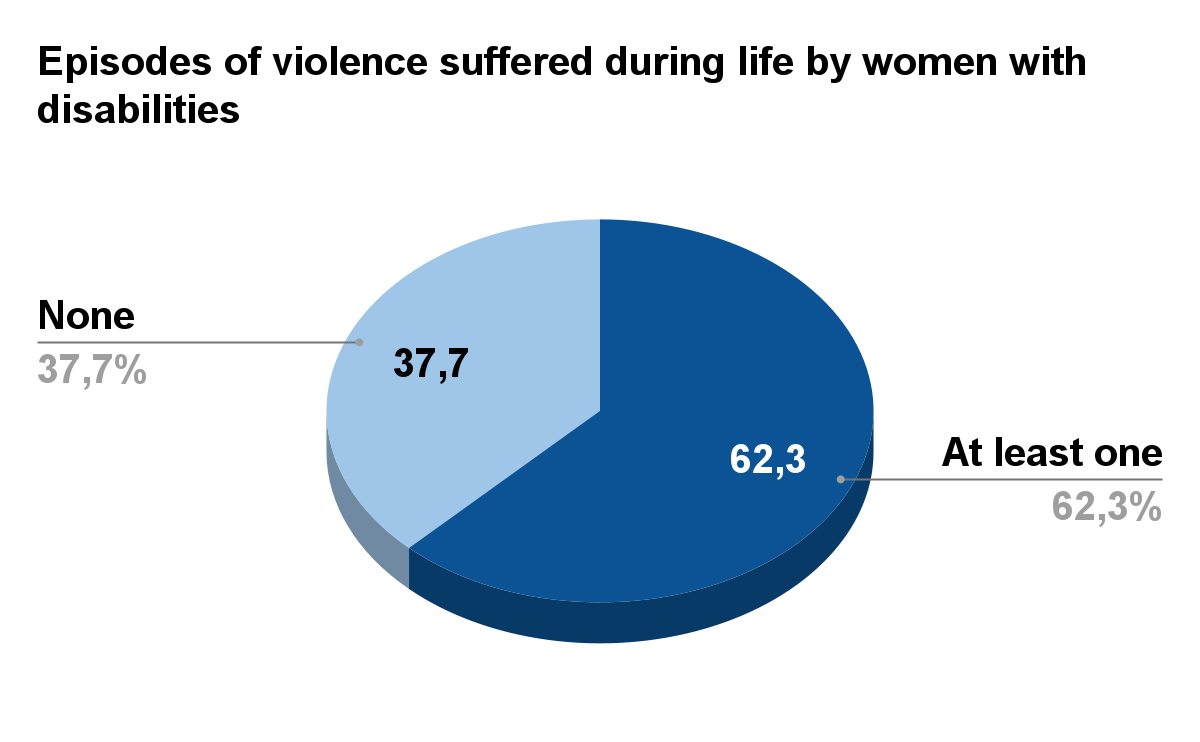 Episodes of violence suffered during life by women with
disabilities
None
37,7%
37,7
62,3
At least one
62,3%